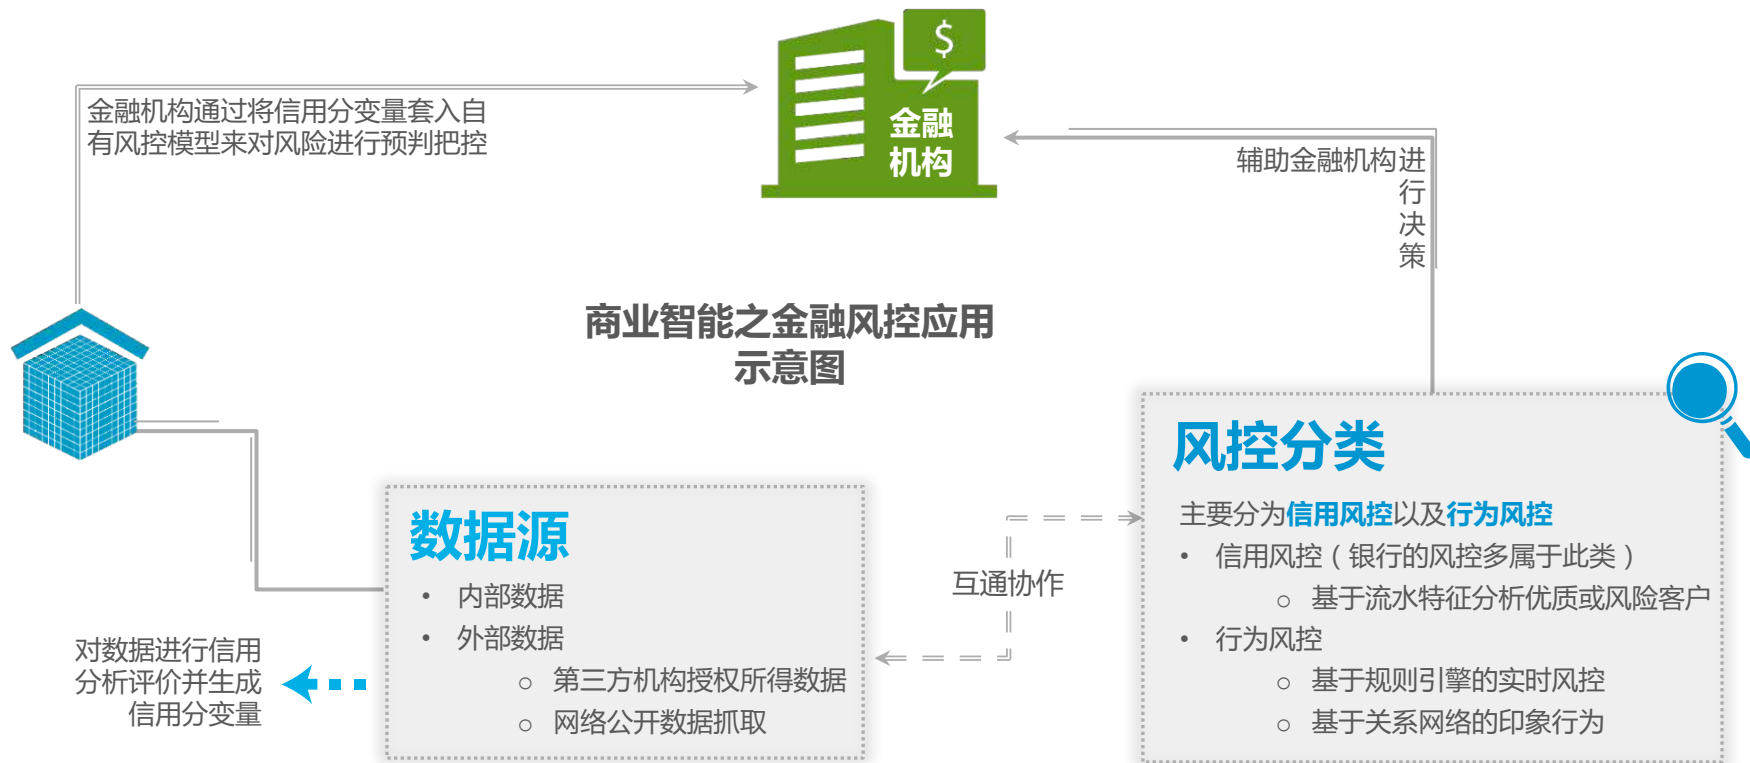 $
金融
机构
金融机构通过将信用分变量套入自
有风控模型来对风险进行预判把控
辅助金融机构进
行
决
策
商业智能之金融风控应用
示意图
数据源
• 内部数据
• 外部数据
○ 第三方机构授权所得数据
○ 网络公开数据抓取
对数据进行信用
分析评价并生成
信用分变量
互通协作
风控分类
主要分为信用风控以及行为风控
• 信用风控（银行的风控多属于此类）
○ 基于流水特征分析优质或风险客户
• 行为风控
○ 基于规则引擎的实时风控
○ 基于关系网络的印象行为